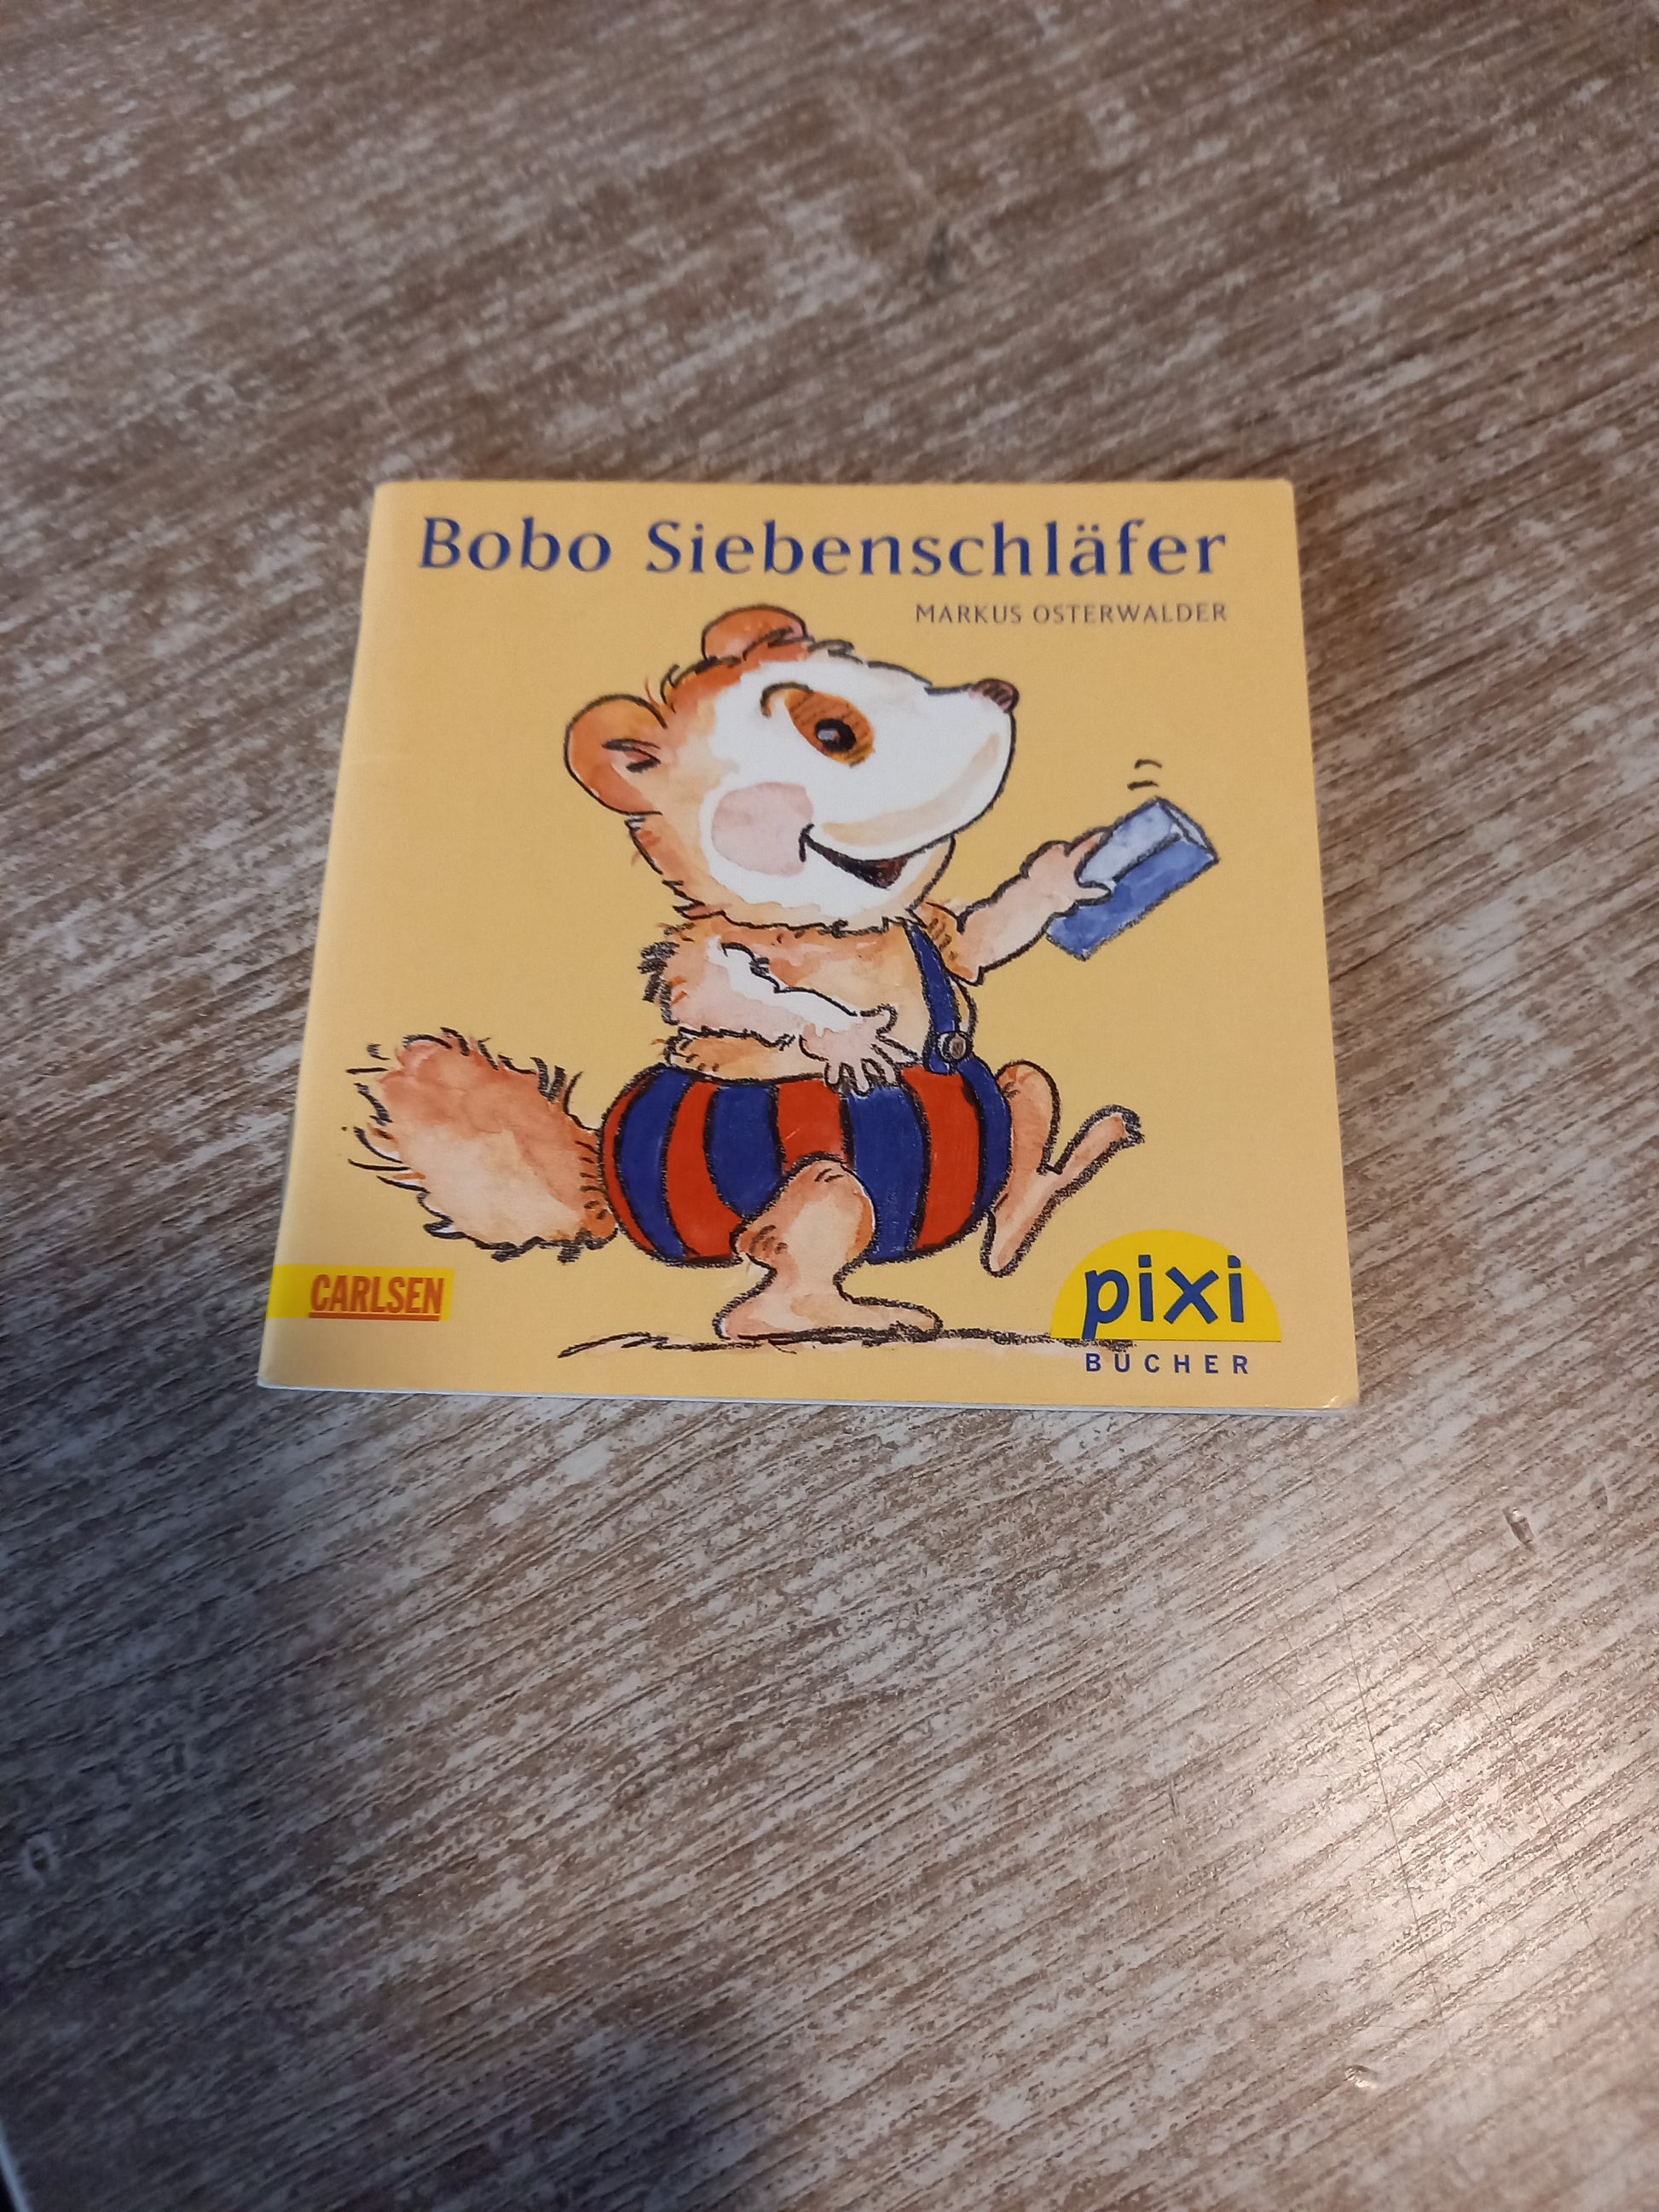 Bobo Siebenschläfer
MARKUS OSTERWALDER
CARLSEN
pixi
BÜCHER